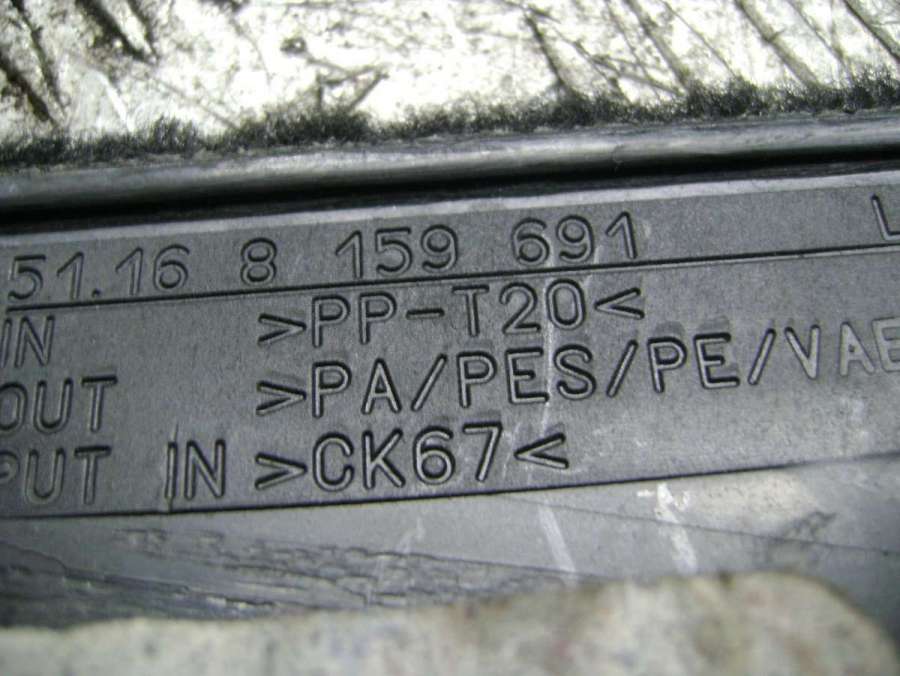 51.16 8 159 691 L
IN >PP-T20<
OUT >PA/PES/PE/VAE
PUT IN >CK67<